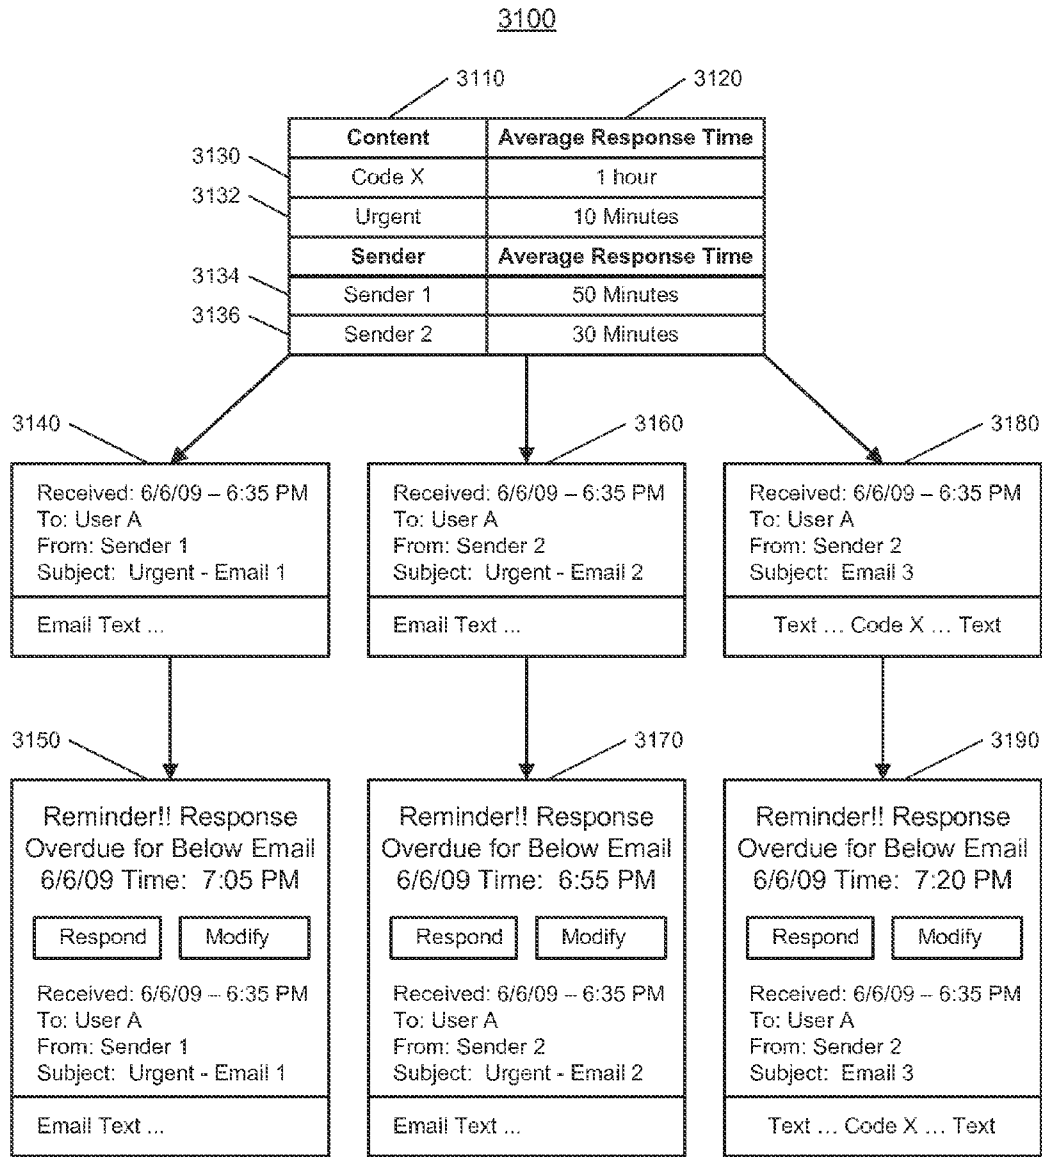 3100
3110
3120
Content
Average Response Time
3130
Code X
1 hour
3132
Urgent
10 Minutes
Sender
Average Response Time
3134
Sender 1
50 Minutes
3136
Sender 2
30 Minutes
3140
Received: 6/6/09 – 6:35 PM
To: User A
From: Sender 1
Subject: Urgent - Email 1
Email Text ...
3160
Received: 6/6/09 – 6:35 PM
To: User A
From: Sender 2
Subject: Urgent - Email 2
Email Text ...
3180
Received: 6/6/09 – 6:35 PM
To: User A
From: Sender 2
Subject: Email 3
Text ... Code X ... Text
3150
Reminder!! Response
Overdue for Below Email
6/6/09 Time: 7:05 PM
Respond
Modify
Received: 6/6/09 – 6:35 PM
To: User A
From: Sender 1
Subject: Urgent - Email 1
Email Text ...
3170
Reminder!! Response
Overdue for Below Email
6/6/09 Time: 6:55 PM
Respond
Modify
Received: 6/6/09 – 6:35 PM
To: User A
From: Sender 2
Subject: Urgent - Email 2
Email Text ...
3190
Reminder!! Response
Overdue for Below Email
6/6/09 Time: 7:20 PM
Respond
Modify
Received: 6/6/09 – 6:35 PM
To: User A
From: Sender 2
Subject: Email 3
Text ... Code X ... Text